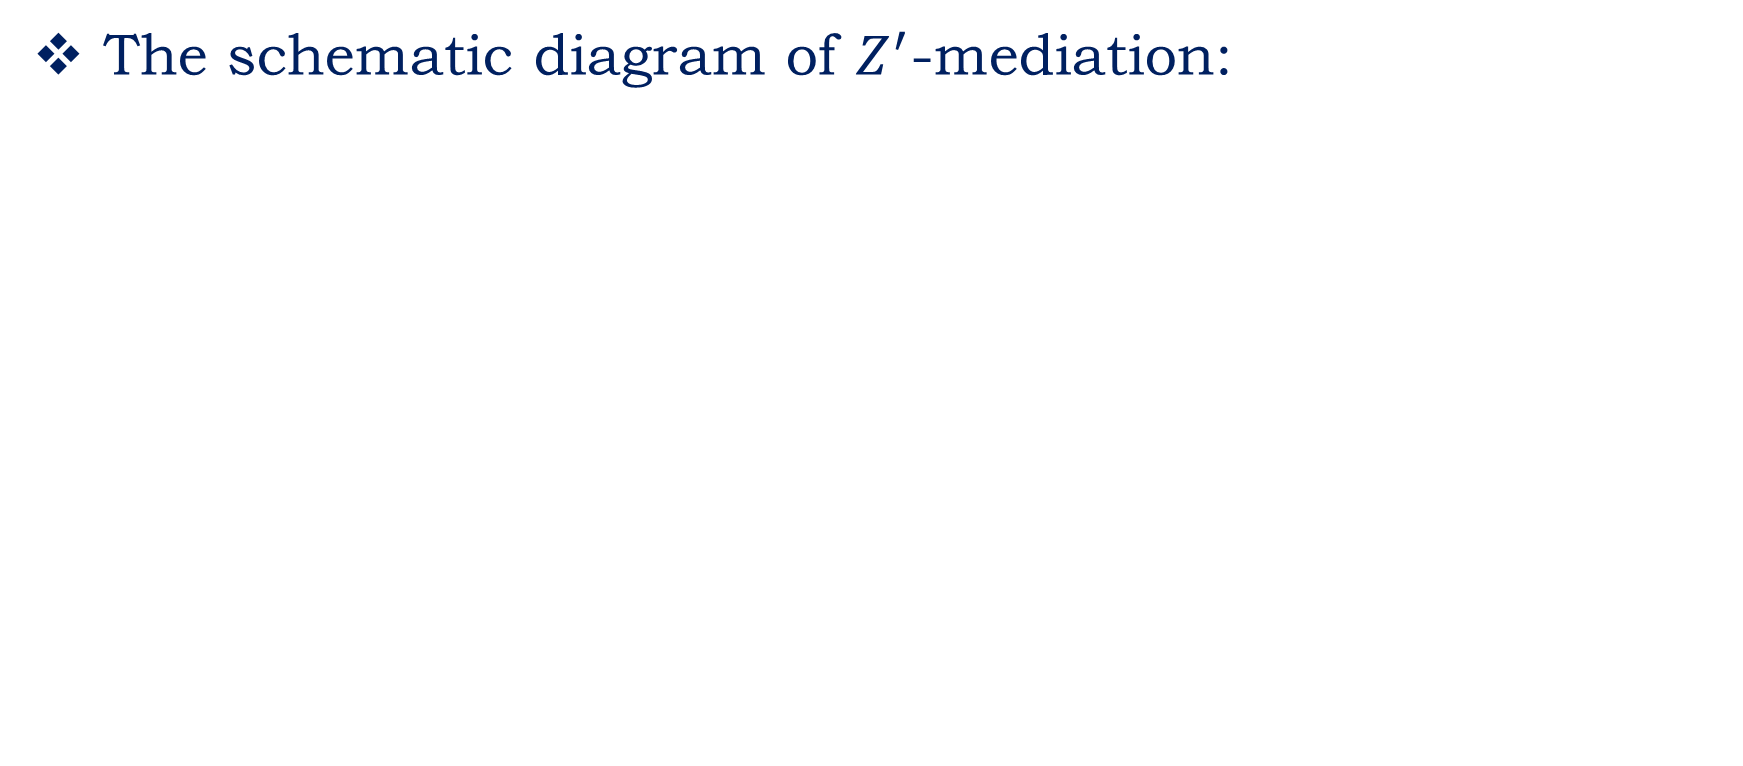 ❖ The schematic diagram of Z′-mediation: